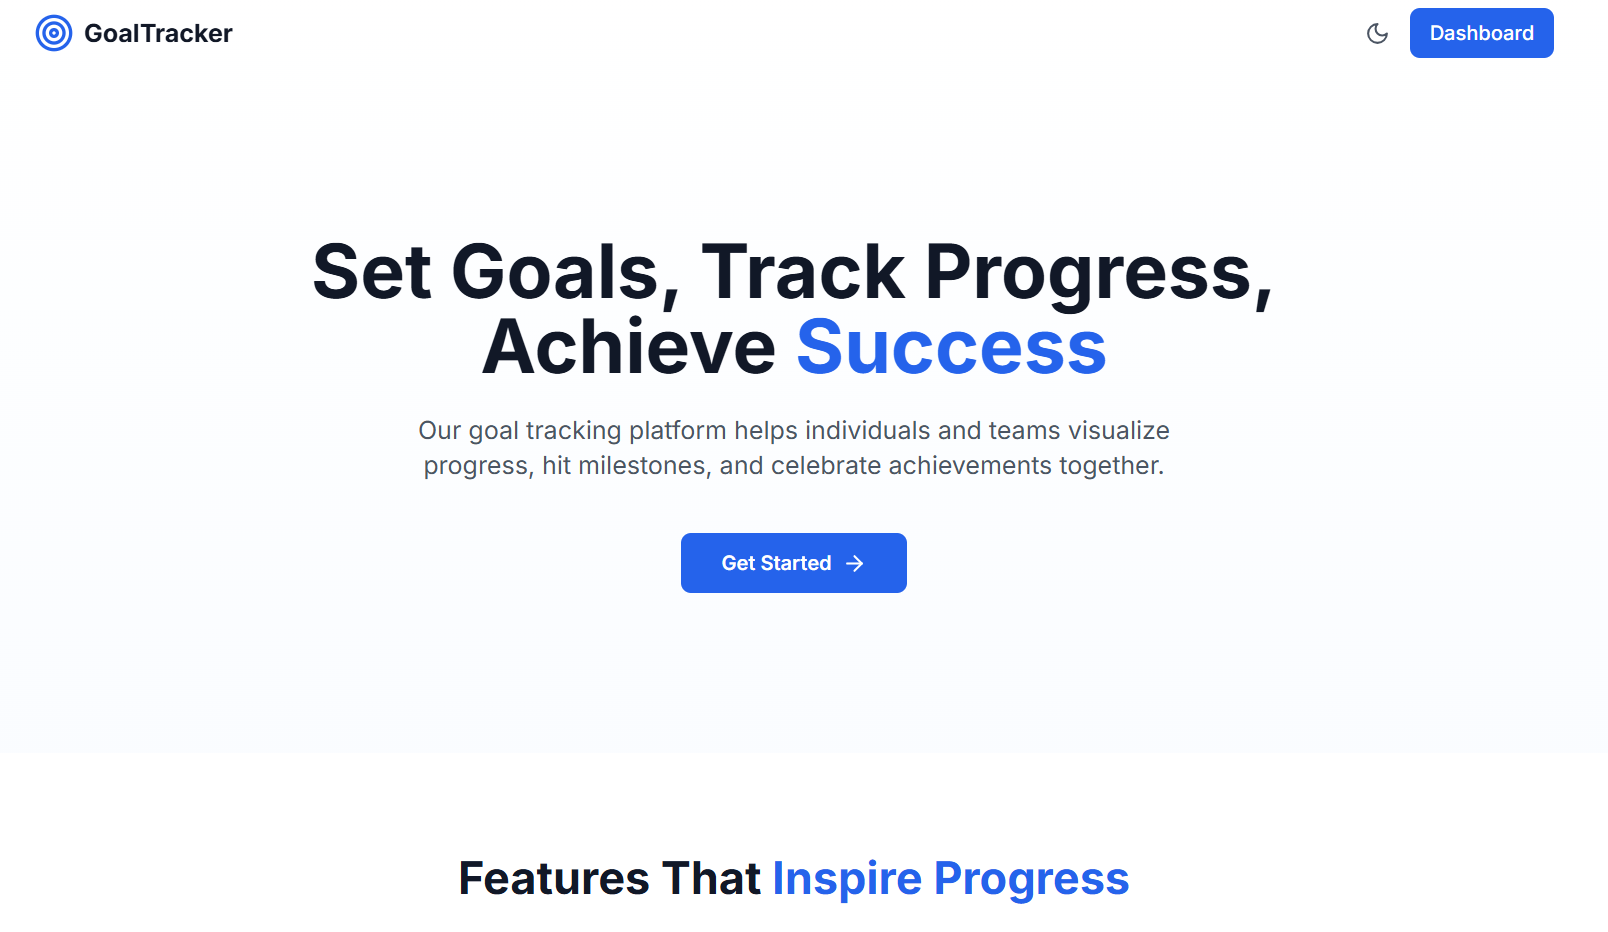 GoalTracker
Dashboard
Set Goals, Track Progress,
Achieve Success
Our goal tracking platform helps individuals and teams visualize
progress, hit milestones, and celebrate achievements together.
Get Started
Features That Inspire Progress